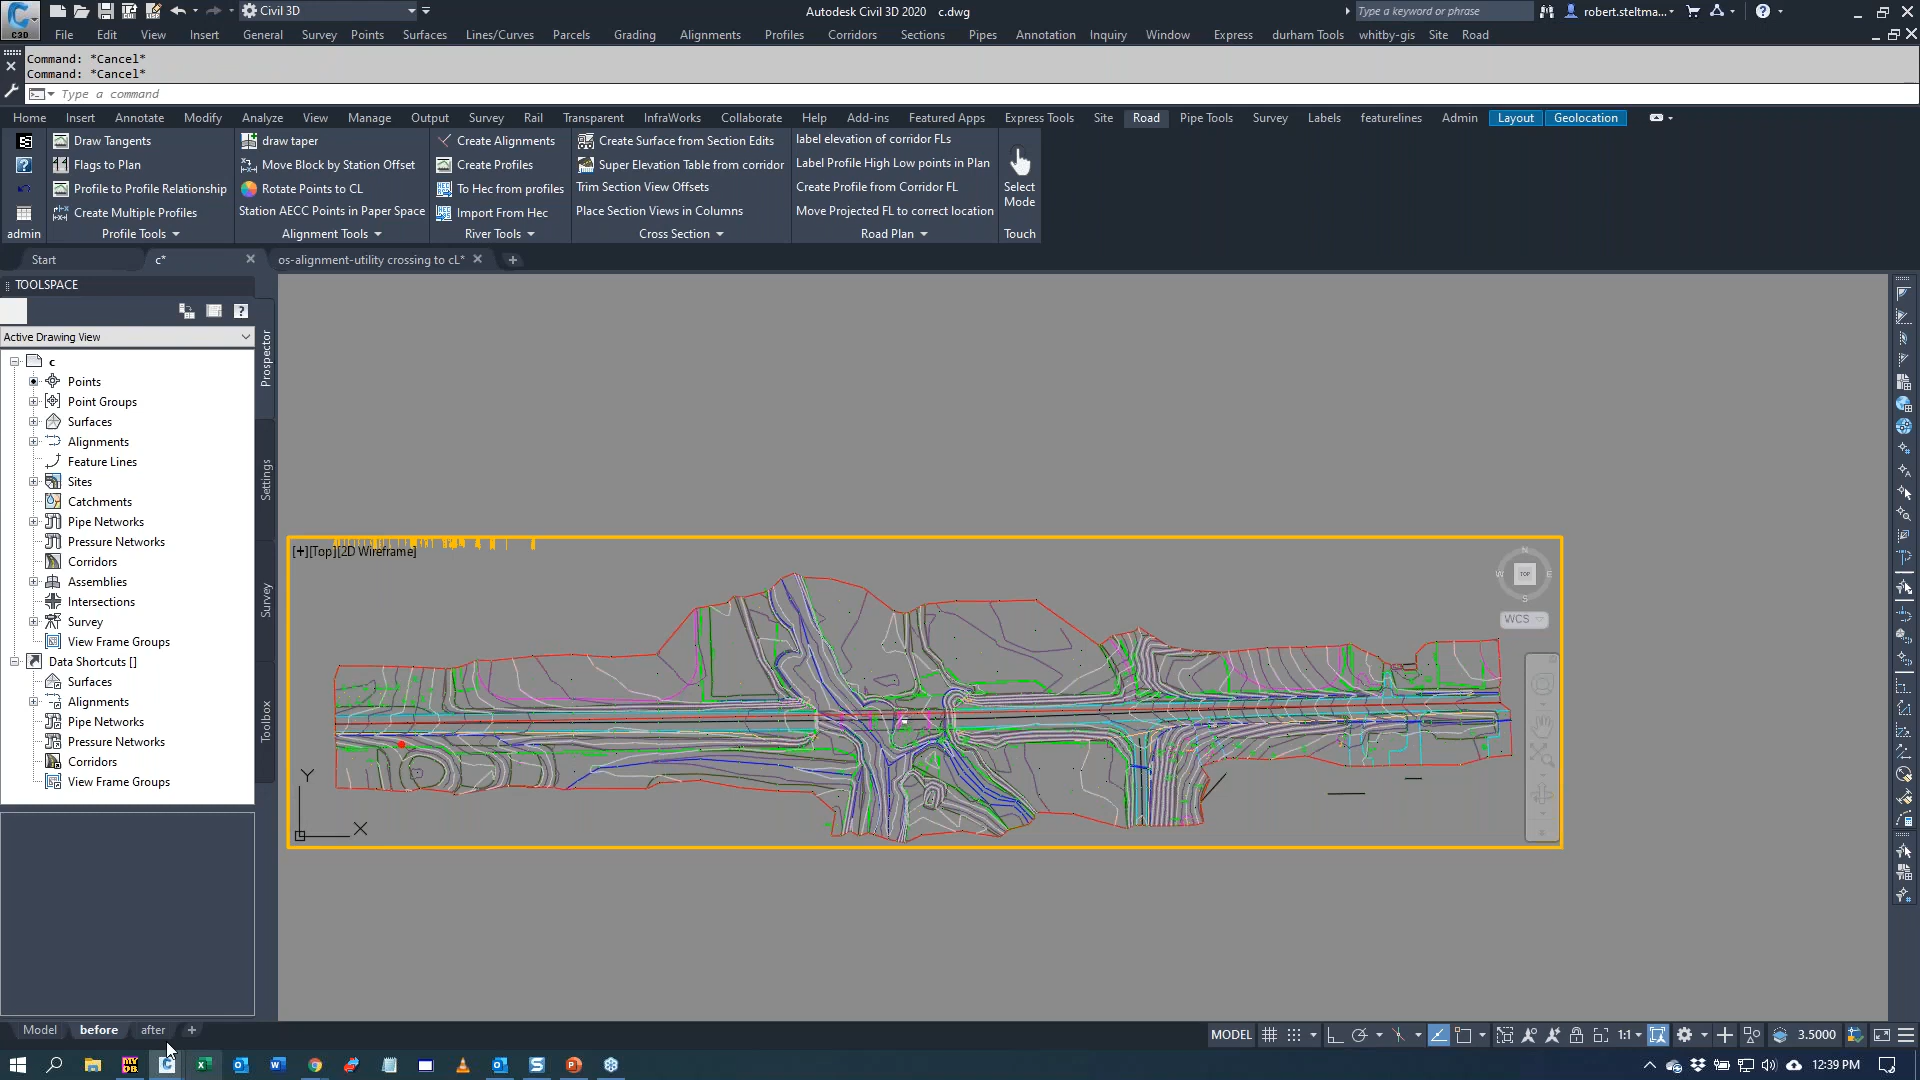 C3D
Civil 3D
Autodesk Civil 3D 2020 c.dwg
Type a keyword or phrase
robert.steltma...
File Edit View Insert General Survey Points Surfaces Lines/Curves Parcels Grading Alignments Profiles Corridors Sections Pipes Annotation Inquiry Window Express durham Tools whitby-gis Site Road
Command: *Cancel*
Command: *Cancel*
Type a command
Home Insert Annotate Modify Analyze View Manage Output Survey Rail Transparent InfraWorks Collaborate Help Add-ins Featured Apps Express Tools Site Road Pipe Tools Survey Labels featurelines Admin Layout Geolocation
Draw Tangents
Flags to Plan
Profile to Profile Relationship
Create Multiple Profiles
draw taper
Move Block by Station Offset
Rotate Points to CL
Station AECC Points in Paper Space
Create Alignments
Create Profiles
To Hec from profiles
Import From Hec
Create Surface from Section Edits
Super Elevation Table from corridor
Trim Section View Offsets
Place Section Views in Columns
label elevation of corridor FLs
Label Profile High Low points in Plan
Create Profile from Corridor FL
Move Projected FL to correct location
Select
Mode
admin Profile Tools Alignment Tools River Tools Cross Section Road Plan Touch
Start c* os-alignment-utility crossing to cL*
TOOLSPACE
Active Drawing View
c
Points
Point Groups
Surfaces
Alignments
Feature Lines
Sites
Catchments
Pipe Networks
Pressure Networks
Corridors
Assemblies
Intersections
Survey
View Frame Groups
Data Shortcuts []
Surfaces
Alignments
Pipe Networks
Pressure Networks
Corridors
View Frame Groups
Prospector
Settings
Survey
Toolbox
[+][Top][2D Wireframe]
N
W TOP E
S
WCS
Y
X
Model before after +
MODEL 1:1 3.5000
12:39 PM